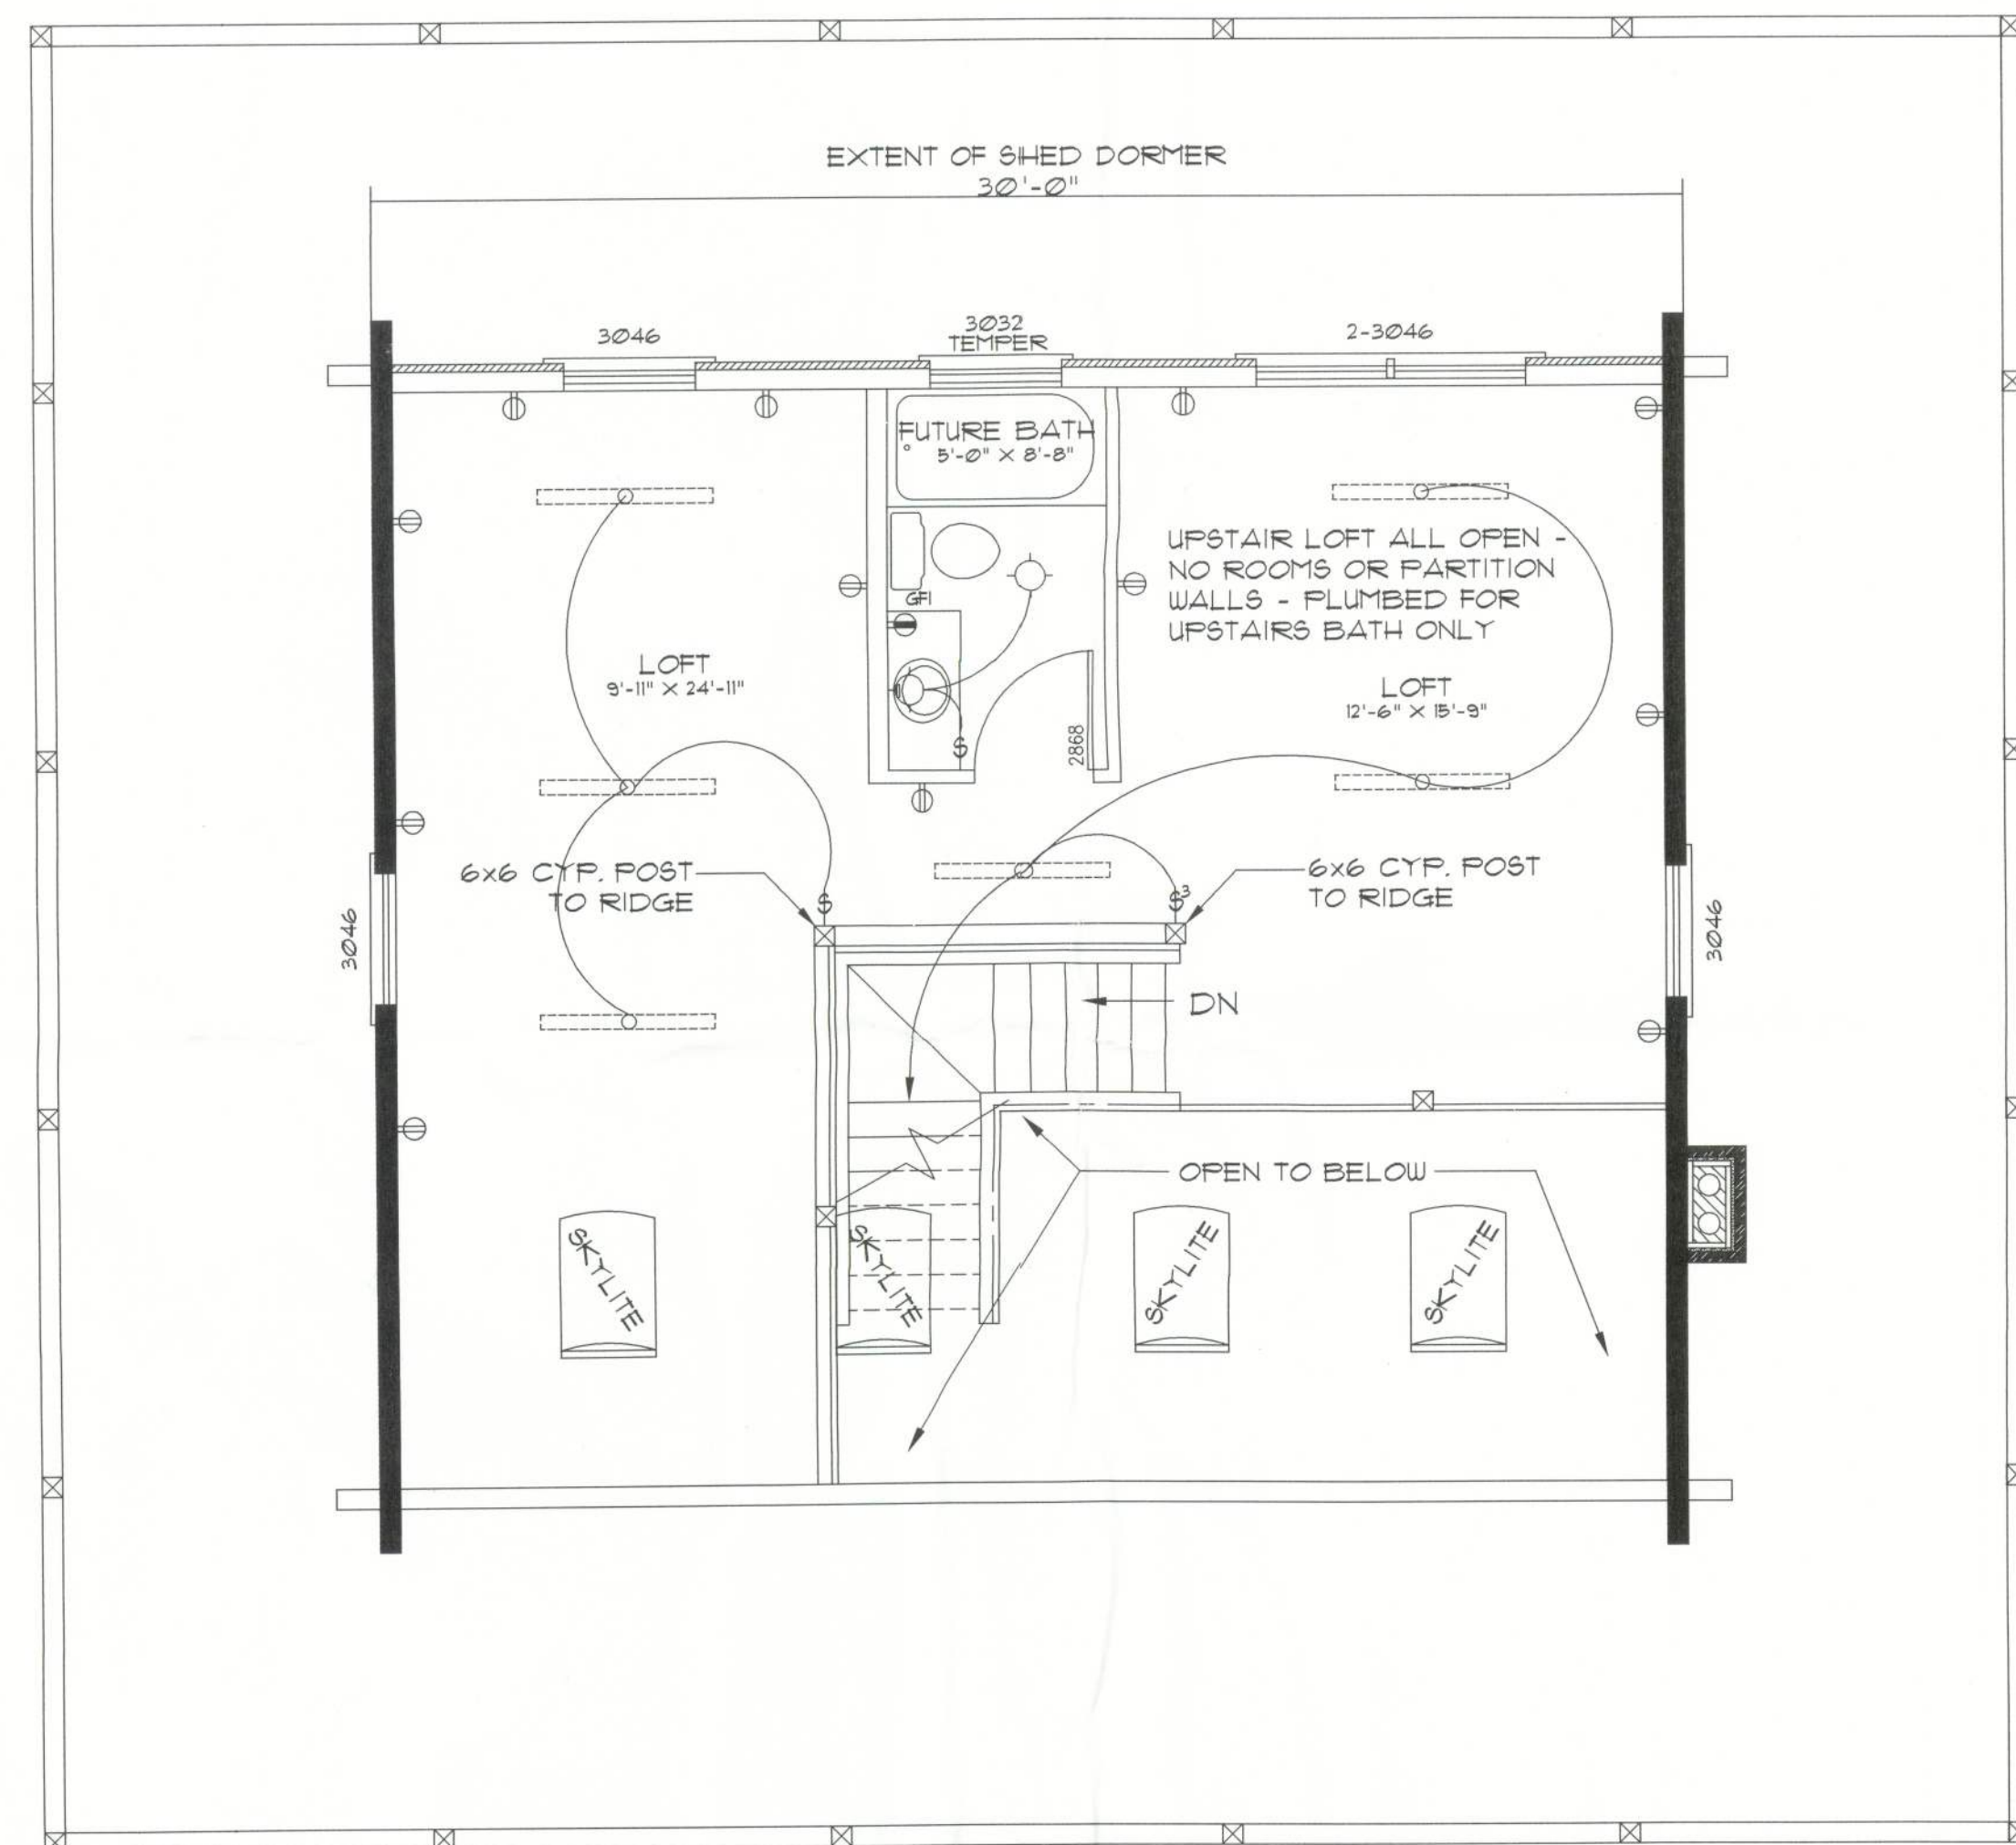 EXTENT OF SHED DORMER
30'-0"
3046
3032
TEMPER
2-3046
FUTURE BATH
5'-0" X 8'-8"
UPSTAIR LOFT ALL OPEN -
NO ROOMS OR PARTITION
WALLS - PLUMBED FOR
UPSTAIRS BATH ONLY
GFI
LOFT
9'-11" X 24'-11"
LOFT
12'-6" X 15'-9"
S
2868
6x6 CYP. POST
TO RIDGE
S
S3
6x6 CYP. POST
TO RIDGE
3046
3046
DN
OPEN TO BELOW
SKYLITE
SKYLITE
SKYLITE
SKYLITE